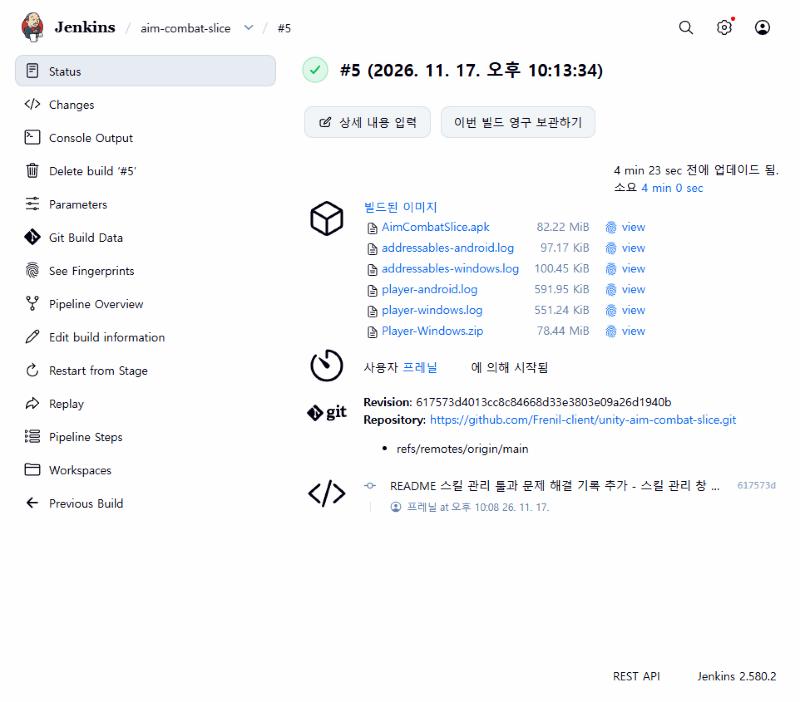 Jenkins / aim-combat-slice / #5
Status
Changes
Console Output
Delete build '#5'
Parameters
Git Build Data
See Fingerprints
Pipeline Overview
Edit build information
Restart from Stage
Replay
Pipeline Steps
Workspaces
Previous Build
#5 (2026. 11. 17. 오후 10:13:34)
상세 내용 입력
이번 빌드 영구 보관하기
4 min 23 sec 전에 업데이트 됨.
소요 4 min 0 sec
빌드된 이미지
AimCombatSlice.apk 82.22 MiB view
addressables-android.log 97.17 KiB view
addressables-windows.log 100.45 KiB view
player-android.log 591.95 KiB view
player-windows.log 551.24 KiB view
Player-Windows.zip 78.44 MiB view
사용자 프레닐 에 의해 시작됨
git
Revision: 617573d4013cc8c84668d33e3803e09a26d1940b
Repository: https://github.com/Frenil-client/unity-aim-combat-slice.git
• refs/remotes/origin/main
README 스킬 관리 툴과 문제 해결 기록 추가 - 스킬 관리 창 ... 617573d
프레닐 at 오후 10:08 26. 11. 17.
REST API
Jenkins 2.580.2